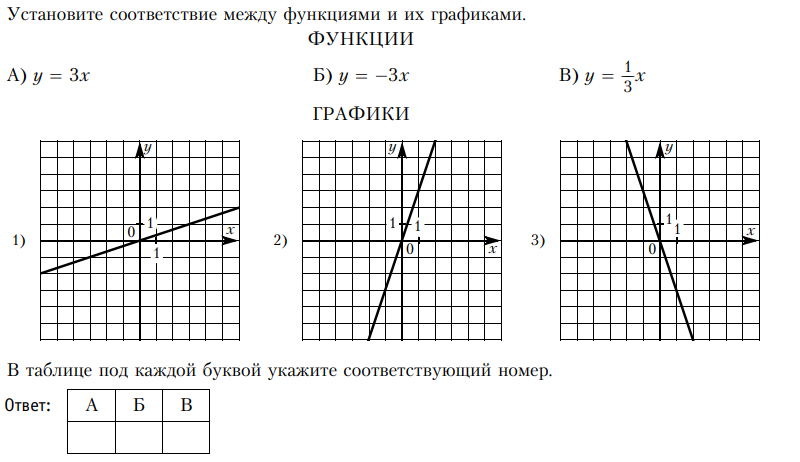 Установите соответствие между функциями и их графиками.
ФУНКЦИИ
А) y = 3x Б) y = −3x В) y = 1/3 x
ГРАФИКИ
1) y 0 1 x 1
2) y 1 1 0 x
3) y 1 1 x 0
В таблице под каждой буквой укажите соответствующий номер.
Ответ: А Б В